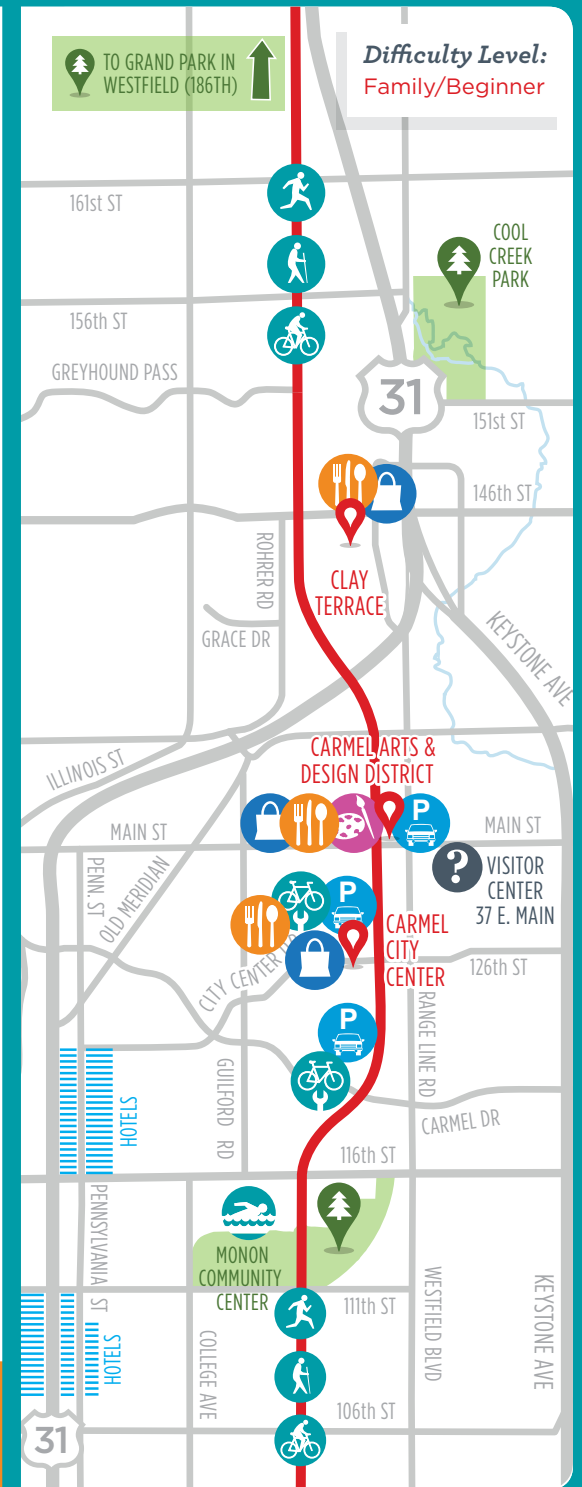 TO GRAND PARK IN
WESTFIELD (186TH)
Difficulty Level:
Family/Beginner
161st ST
COOL
CREEK
PARK
156th ST
GREYHOUND PASS
31
151st ST
146th ST
ROHRER RD
CLAY
TERRACE
GRACE DR
KEYSTONE AVE
ILLINOIS ST
CARMEL ARTS &
DESIGN DISTRICT
P
MAIN ST
MAIN ST
?
VISITOR
CENTER
37 E. MAIN
PENN. ST
OLD MERIDIAN
P
CARMEL
CITY
CENTER
CITY CENTER
126th ST
RANGE LINE RD
P
GUILFORD RD
HOTELS
CARMEL DR
116th ST
PENNSYLVANIA ST
MONON
COMMUNITY
CENTER
WESTFIELD BLVD
KEYSTONE AVE
111th ST
COLLEGE AVE
HOTELS
106th ST
31